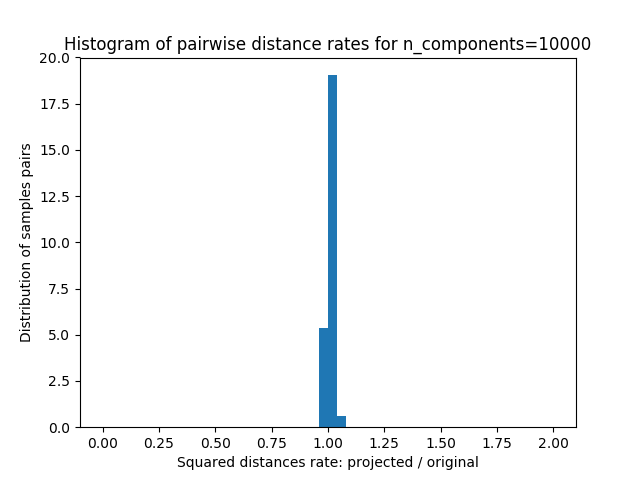 Histogram of pairwise distance rates for n_components=10000
20.0
17.5
15.0
12.5
10.0
7.5
5.0
2.5
0.0
Distribution of samples pairs
0.00 0.25 0.50 0.75 1.00 1.25 1.50 1.75 2.00
Squared distances rate: projected / original